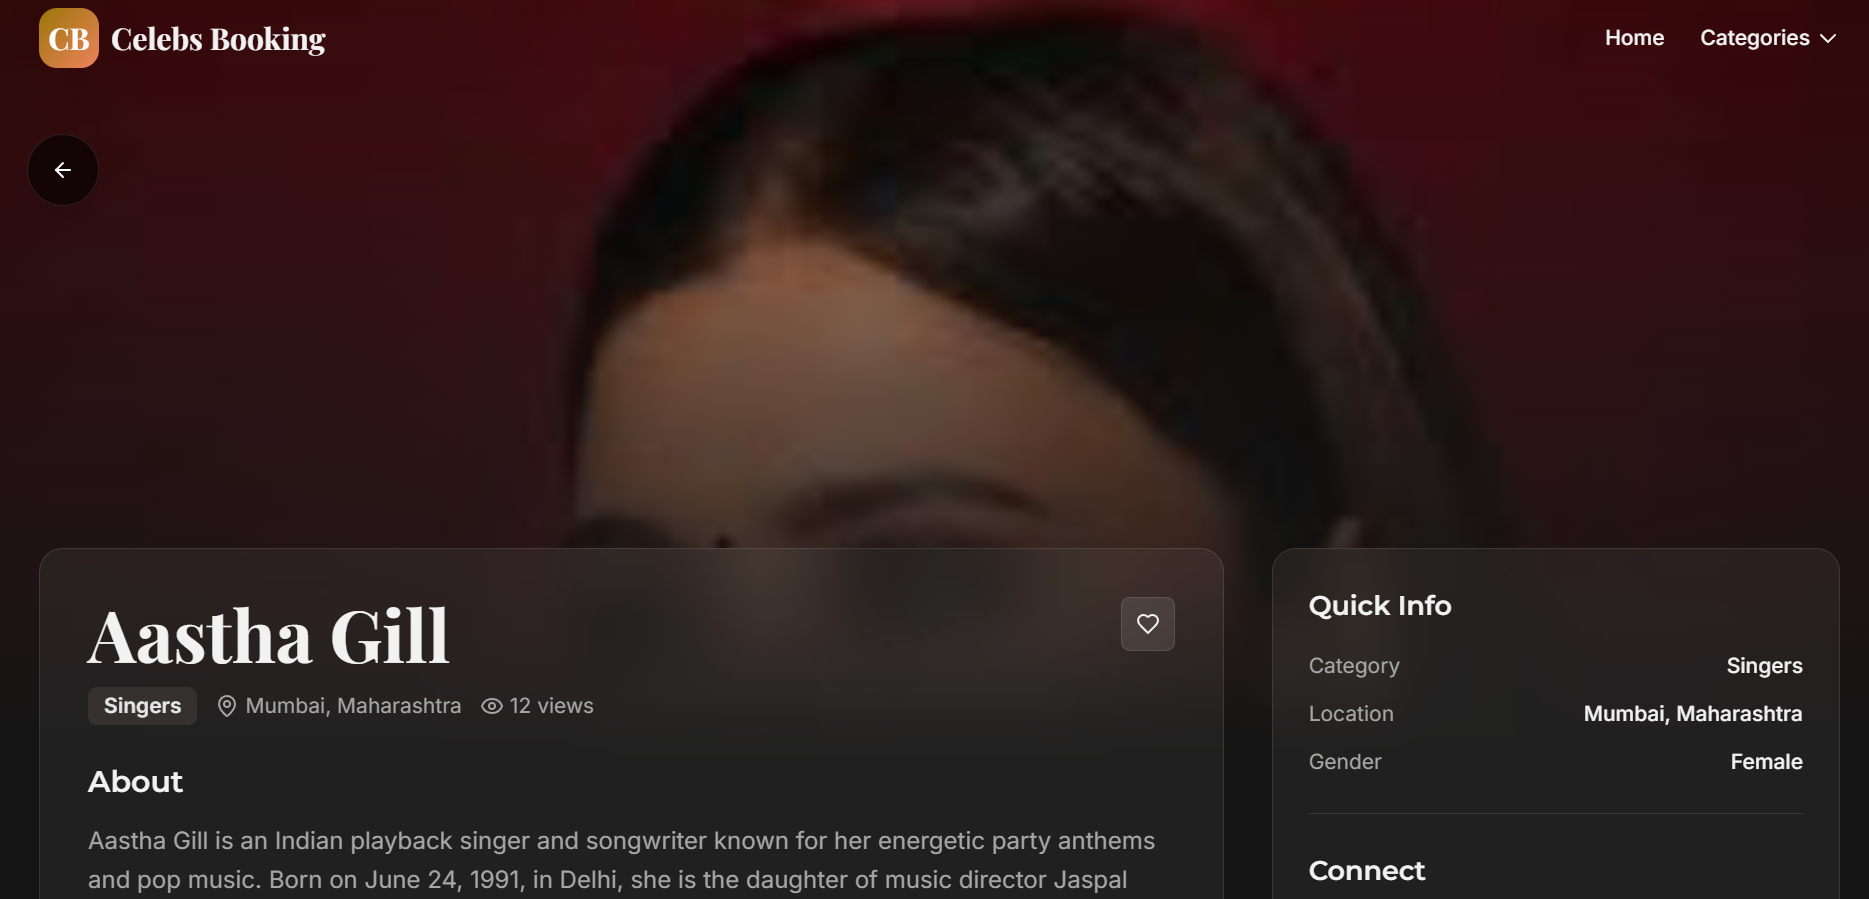 CB Celebs Booking
Home Categories
Aastha Gill
Singers Mumbai, Maharashtra 12 views
About
Aastha Gill is an Indian playback singer and songwriter known for her energetic party anthems
and pop music. Born on June 24, 1991, in Delhi, she is the daughter of music director Jaspal
Quick Info
Category Singers
Location Mumbai, Maharashtra
Gender Female
Connect